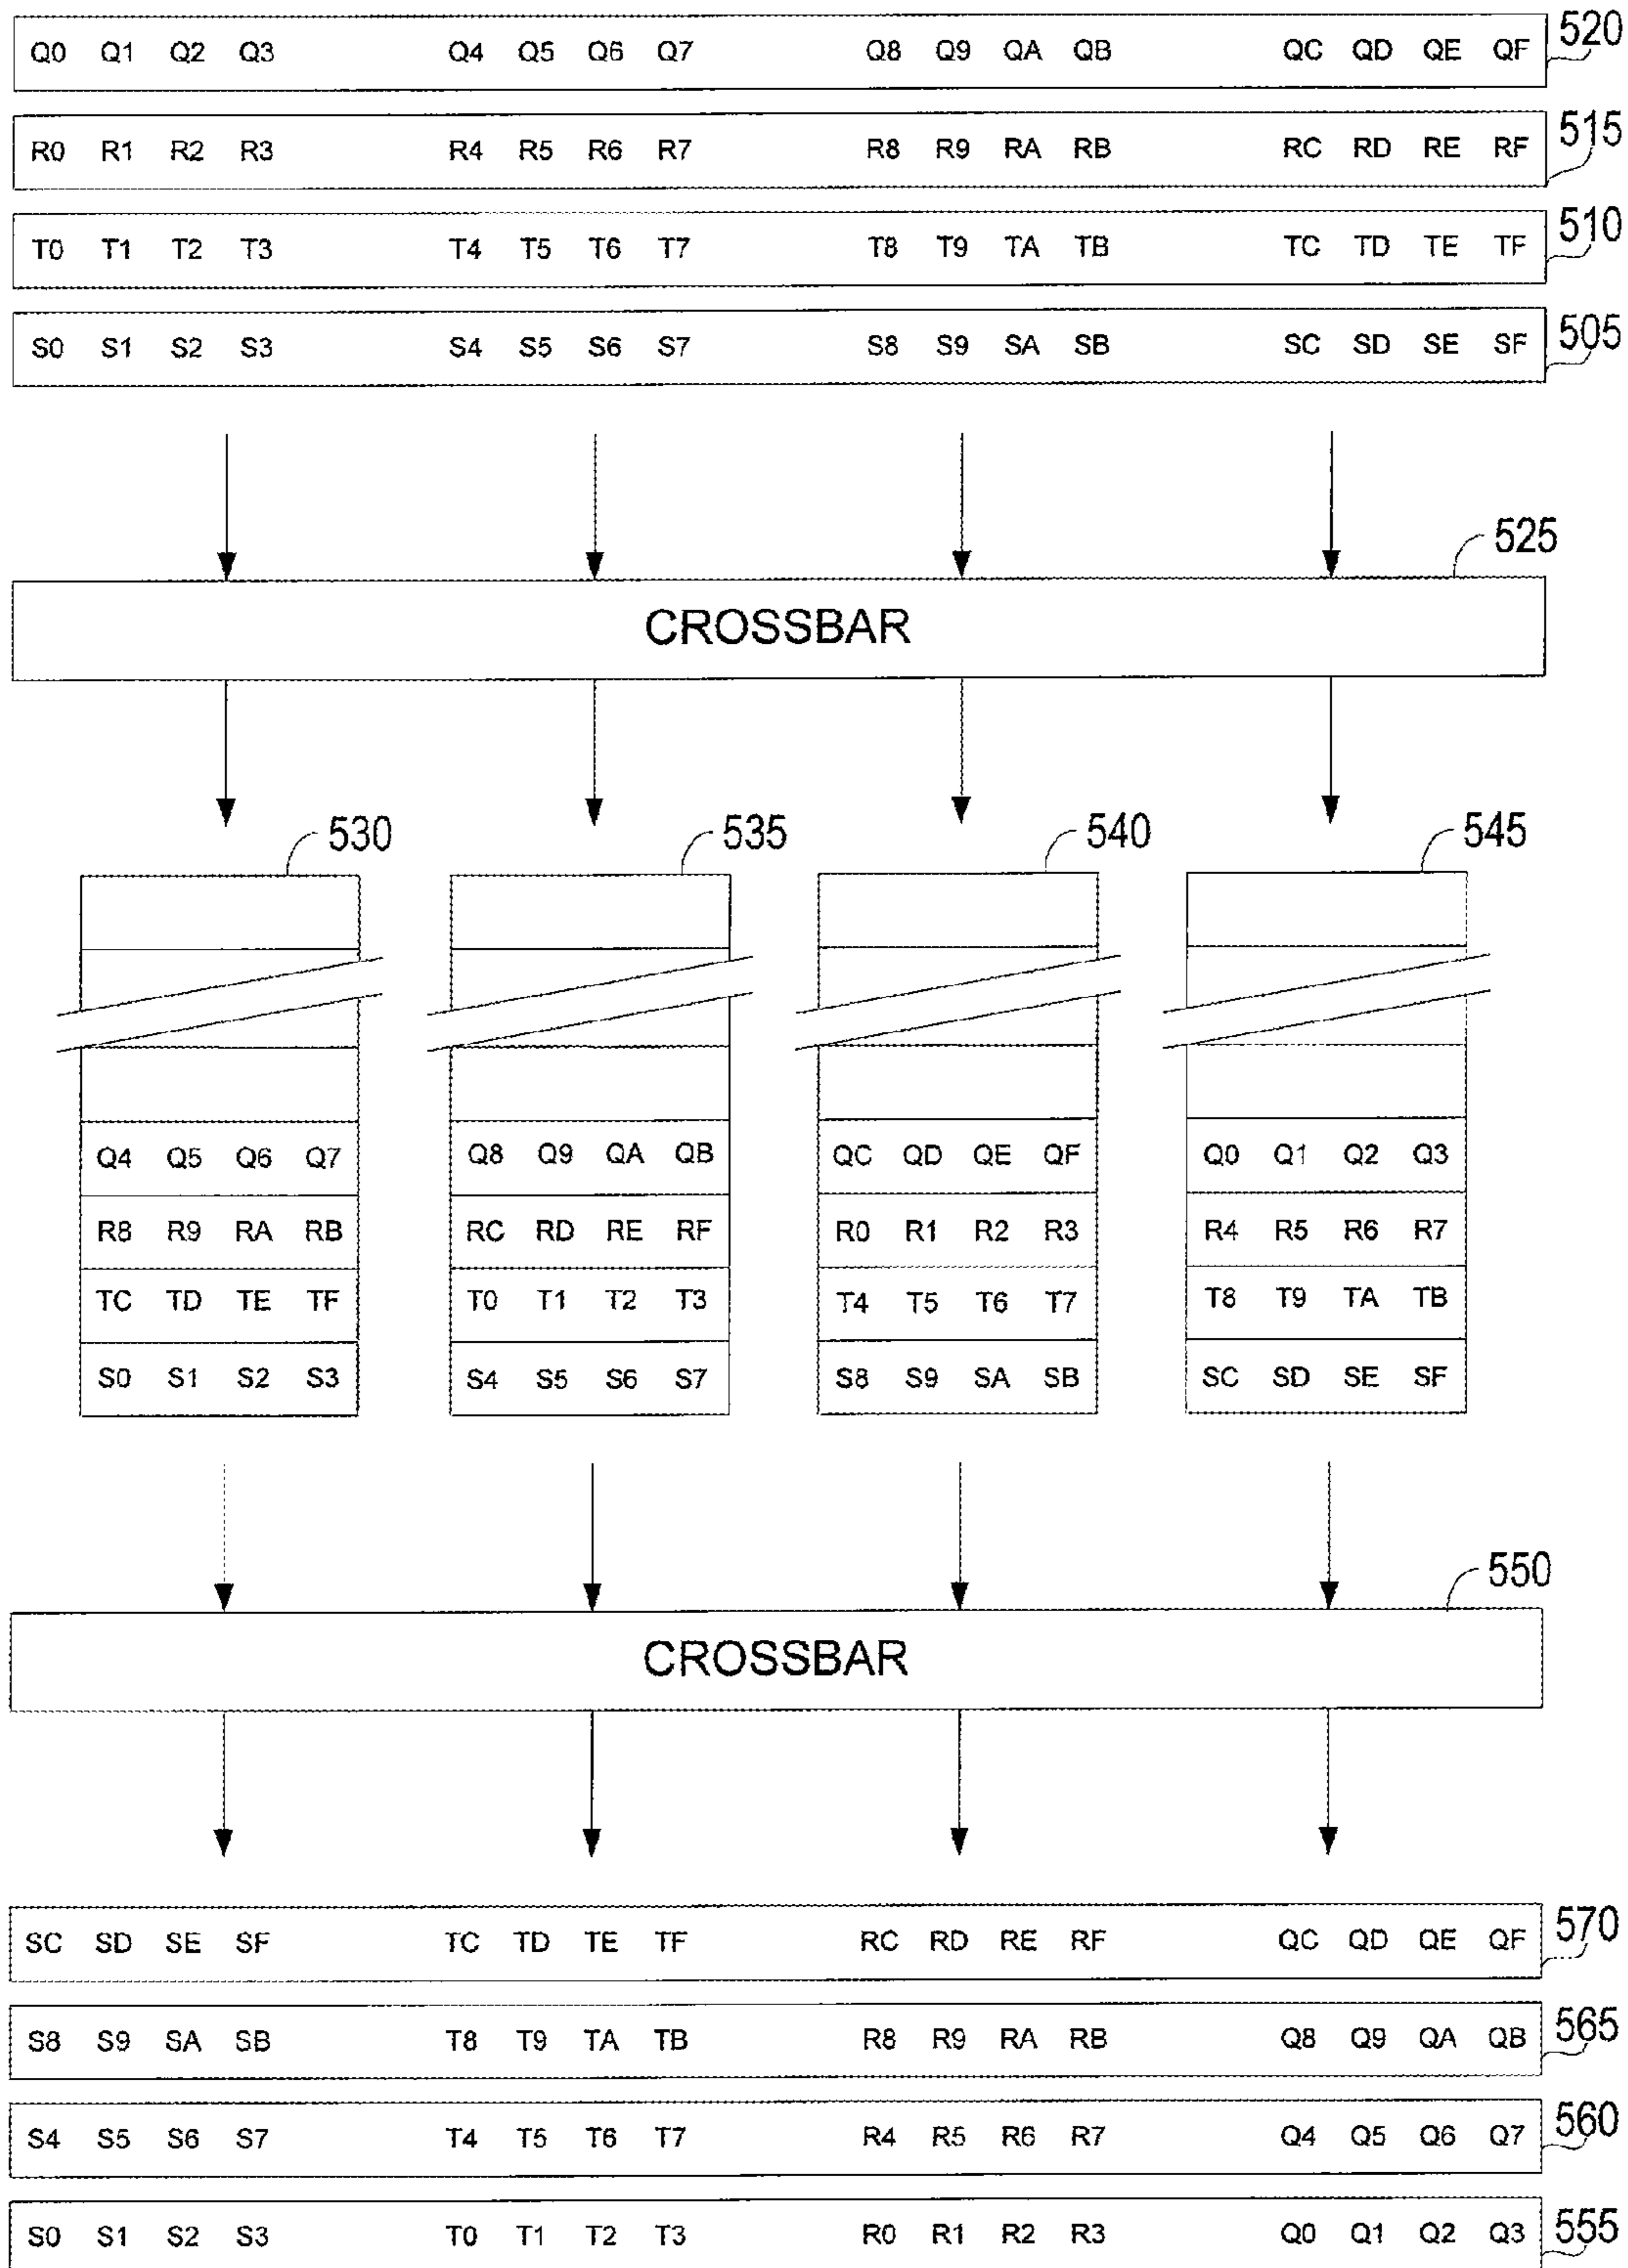 Q0 Q1 Q2 Q3 Q4 Q5 Q6 Q7 Q8 Q9 QA QB QC QD QE QF 520
R0 R1 R2 R3 R4 R5 R6 R7 R8 R9 RA RB RC RD RE RF 515
T0 T1 T2 T3 T4 T5 T6 T7 T8 T9 TA TB TC TD TE TF 510
S0 S1 S2 S3 S4 S5 S6 S7 S8 S9 SA SB SC SD SE SF 505
525
CROSSBAR
530 535 540 545
Q4 Q5 Q6 Q7 Q8 Q9 QA QB QC QD QE QF Q0 Q1 Q2 Q3
R8 R9 RA RB RC RD RE RF R0 R1 R2 R3 R4 R5 R6 R7
TC TD TE TF T0 T1 T2 T3 T4 T5 T6 T7 T8 T9 TA TB
S0 S1 S2 S3 S4 S5 S6 S7 S8 S9 SA SB SC SD SE SF
550
CROSSBAR
SC SD SE SF TC TD TE TF RC RD RE RF QC QD QE QF 570
S8 S9 SA SB T8 T9 TA TB R8 R9 RA RB Q8 Q9 QA QB 565
S4 S5 S6 S7 T4 T5 T6 T7 R4 R5 R6 R7 Q4 Q5 Q6 Q7 560
S0 S1 S2 S3 T0 T1 T2 T3 R0 R1 R2 R3 Q0 Q1 Q2 Q3 555